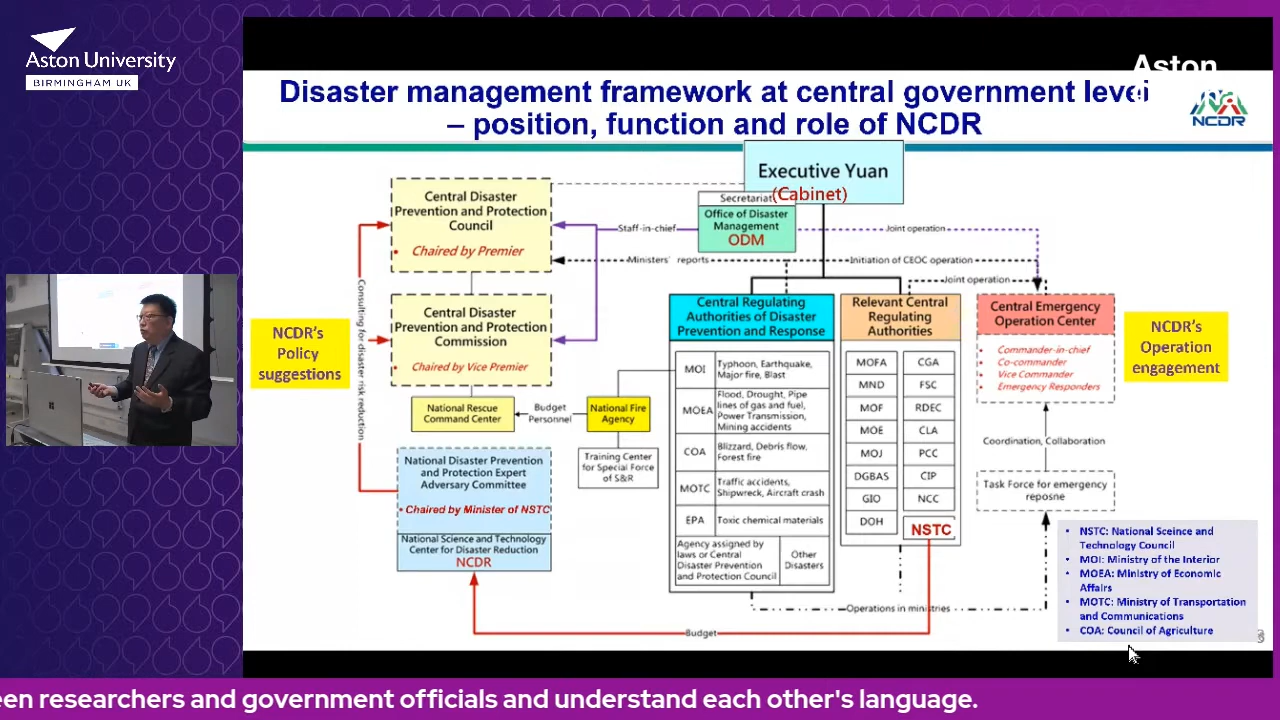 Aston University
BIRMINGHAM UK
Aston
Disaster management framework at central government level
– position, function and role of NCDR
NCDR
Executive Yuan
(Cabinet)
Secretariat
Office of Disaster
Management
ODM
Central Disaster
Prevention and Protection
Council
• Chaired by Premier
Staff-in-chief
Joint operation
Ministers' reports
Initiation of CEOC operation
Joint operation
Consulting for disaster risk reduction
Central Disaster
Prevention and Protection
Commission
• Chaired by Vice Premier
NCDR's
Policy
suggestions
National Rescue
Command Center
Budget
Personnel
National Fire
Agency
Training Center
for Special Force
of S&R
National Disaster Prevention
and Protection Expert
Adversary Committee
• Chaired by Minister of NSTC
National Science and Technology
Center for Disaster Reduction
NCDR
Central Regulating
Authorities of Disaster
Prevention and Response
MOI
Typhoon, Earthquake,
Major fire, Blast
MOEA
Flood, Drought, Pipe
lines of gas and fuel,
Power Transmission,
Mining accidents
COA
Blizzard, Debris flow,
Forest fire
MOTC
Traffic accidents,
Shipwreck, Aircraft crash
EPA
Toxic chemical materials
Agency assigned by
laws or Central
Disaster Prevention
and Protection Council
Other
Disasters
Relevant Central
Regulating
Authorities
MOFA CGA
MND FSC
MOF RDEC
MOE CLA
MOJ PCC
DGBAS CIP
GIO NCC
DOH NSTC
Central Emergency
Operation Center
• Commander-in-chief
• Co-commander
• Vice Commander
• Emergency Responders
NCDR's
Operation
engagement
Coordination, Collaboration
Task Force for emergency
reposne
Operations in ministries
Budget
• NSTC: National Sceince and
Technology Council
• MOI: Ministry of the Interior
• MOEA: Ministry of Economic
Affairs
• MOTC: Ministry of Transportation
and Communications
• COA: Council of Agriculture
een researchers and government officials and understand each other's language.